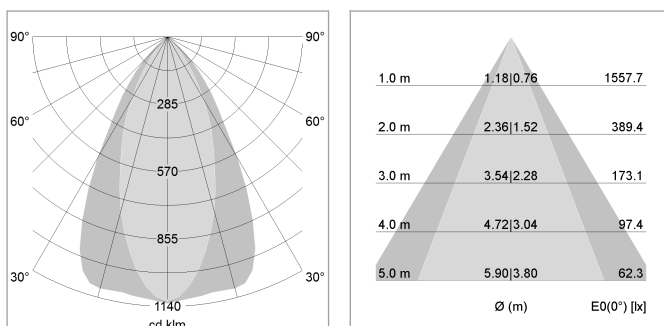 90° 90°
285
60° 60°
570
855
30° 30°
1140
cd klm
1.0 m 1.18|0.76 1557.7
2.0 m 2.36|1.52 389.4
3.0 m 3.54|2.28 173.1
4.0 m 4.72|3.04 97.4
5.0 m 5.90|3.80 62.3
Ø (m) E0(0°) [lx]